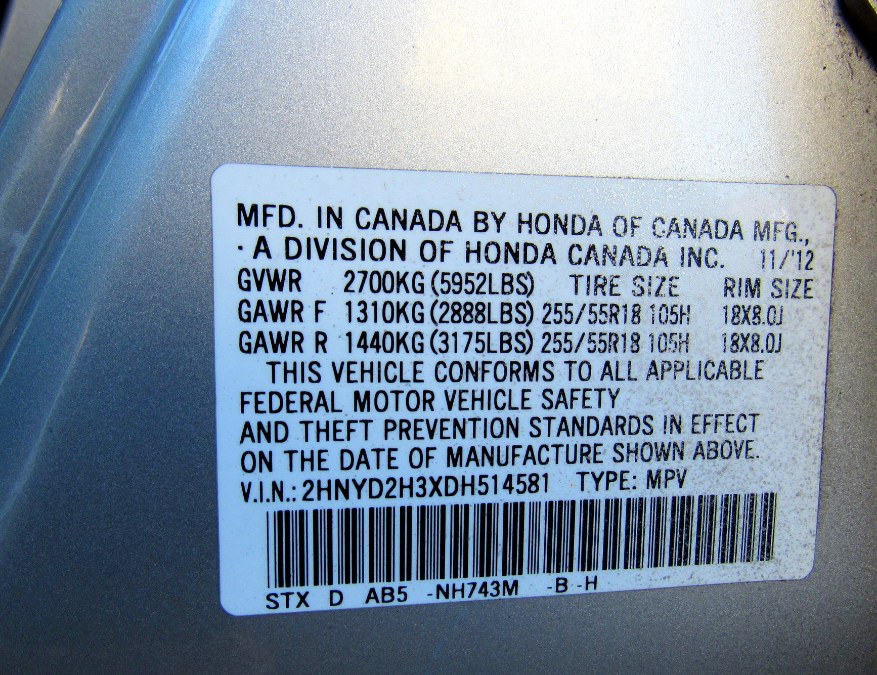 MFD. IN CANADA BY HONDA OF CANADA MFG.,
· A DIVISION OF HONDA CANADA INC. 11/'12
GVWR 2700KG (5952LBS) TIRE SIZE RIM SIZE
GAWR F 1310KG (2888LBS) 255/55R18 105H 18X8.0J
GAWR R 1440KG (3175LBS) 255/55R18 105H 18X8.0J
THIS VEHICLE CONFORMS TO ALL APPLICABLE
FEDERAL MOTOR VEHICLE SAFETY
AND THEFT PREVENTION STANDARDS IN EFFECT
ON THE DATE OF MANUFACTURE SHOWN ABOVE.
V.I.N.: 2HNYD2H3XDH514581 TYPE: MPV
STX D AB5 -NH743M -B -H